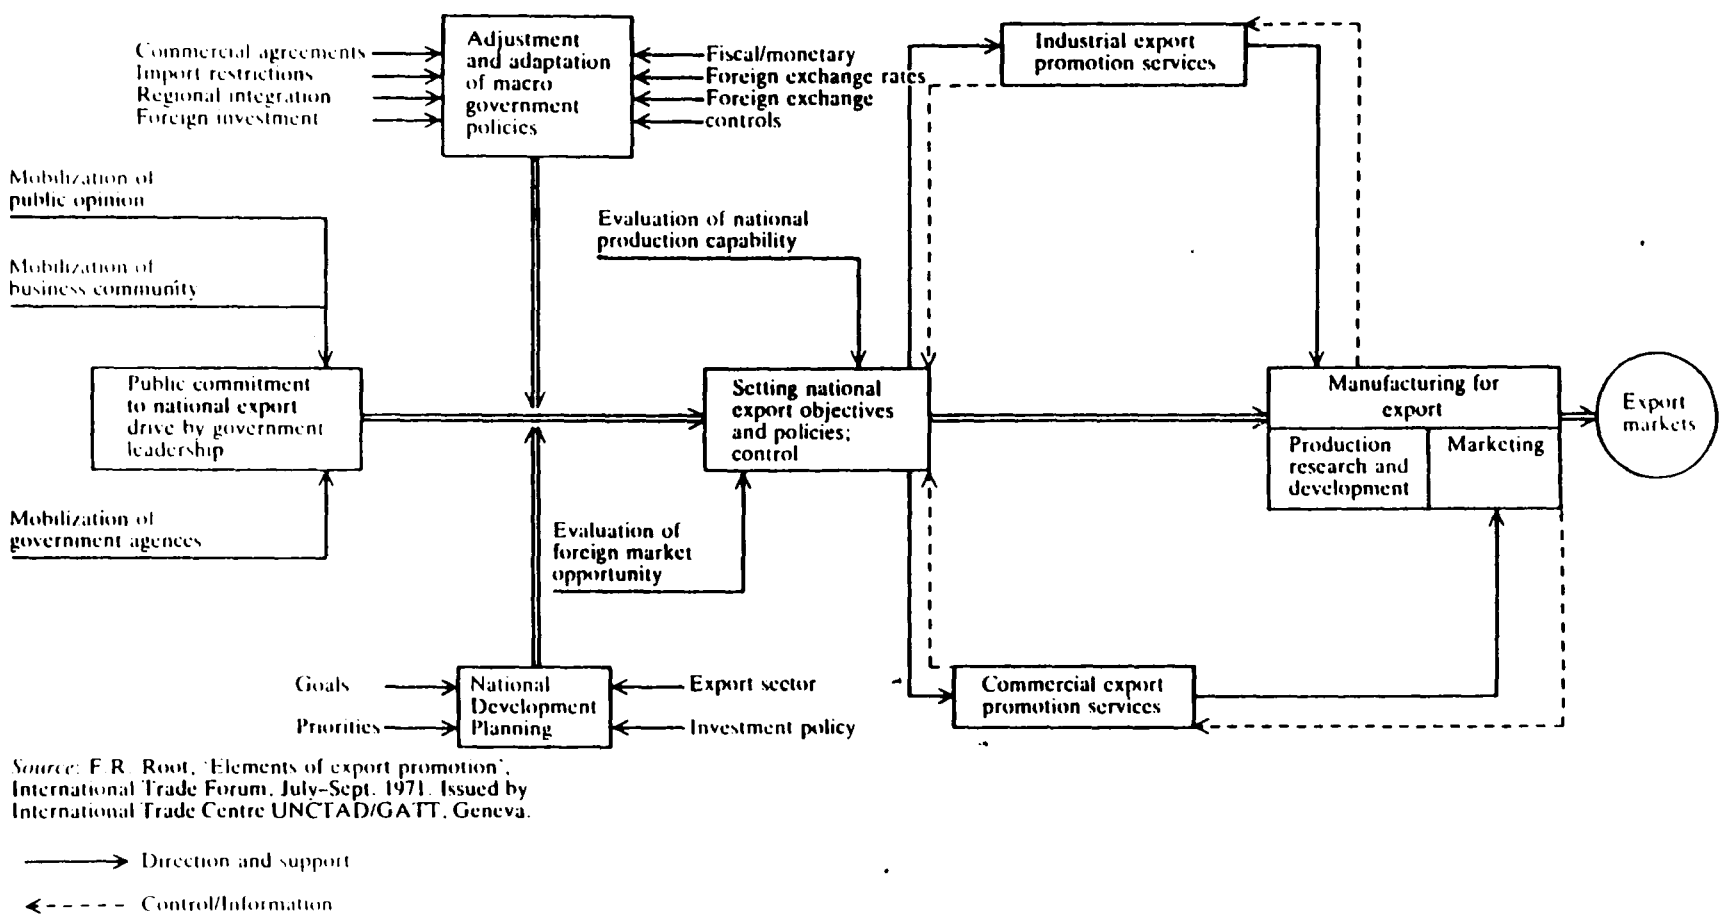 Commercial agreements
Import restrictions
Regional integration
Foreign investment
Adjustment
and adaptation
of macro
government
policies
Fiscal/monetary
Foreign exchange rates
Foreign exchange
controls
Industrial export
promotion services
Mobilization of
public opinion
Mobilization of
business community
Evaluation of national
production capability
Public commitment
to national export
drive by government
leadership
Setting national
export objectives
and policies;
control
Manufacturing for
export
Production
research and
development
Marketing
Export
markets
Mobilization of
government agences
Evaluation of
foreign market
opportunity
Goals
Priorities
National
Development
Planning
Export sector
Investment policy
Commercial export
promotion services
Source: F.R. Root, 'Elements of export promotion',
International Trade Forum, July-Sept. 1971. Issued by
International Trade Centre UNCTAD/GATT, Geneva.
Direction and support
Control/Information